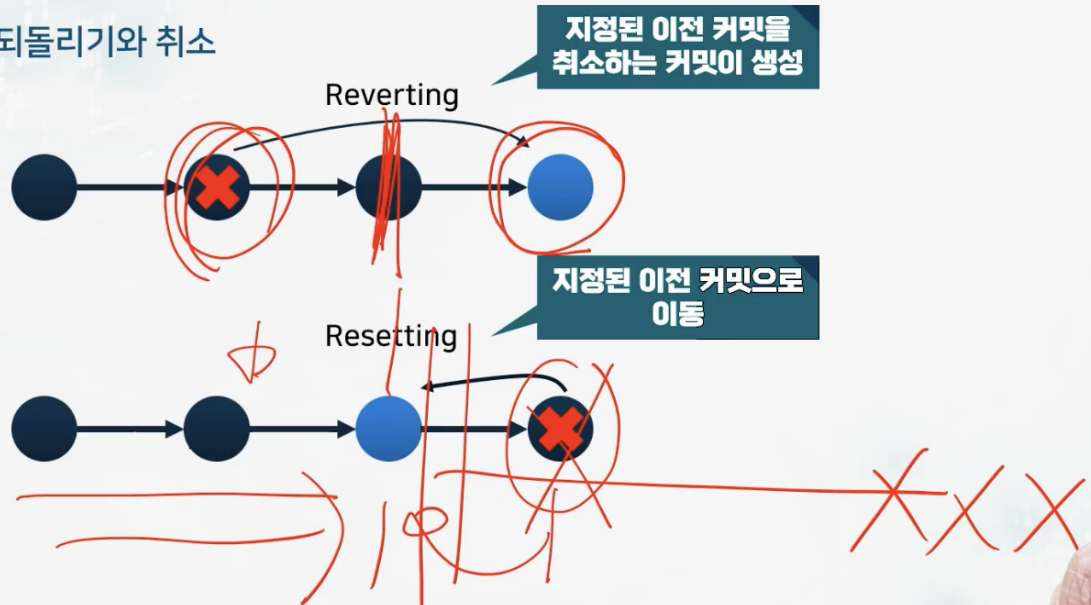 되돌리기와 취소
지정된 이전 커밋을
취소하는 커밋이 생성
Reverting
지정된 이전 커밋으로
이동
Resetting